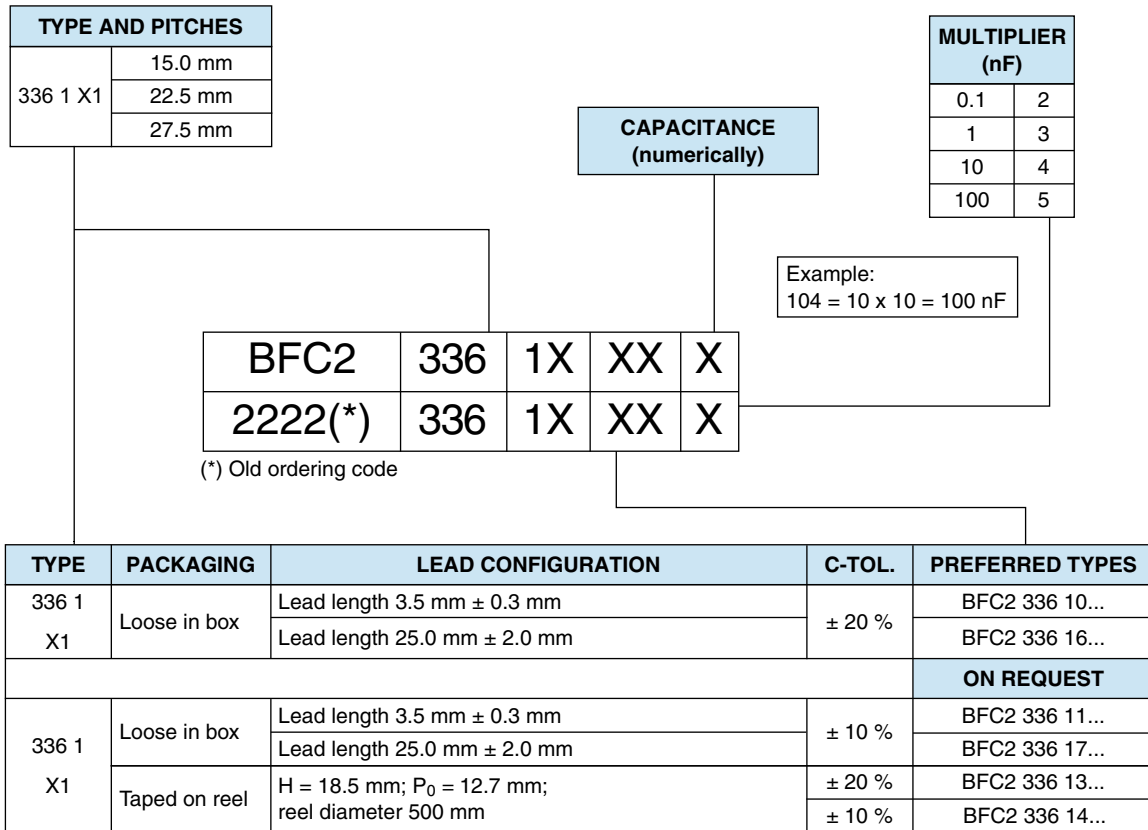 TYPE AND PITCHES
336 1 X1
15.0 mm
22.5 mm
27.5 mm
MULTIPLIER
(nF)
0.1 2
1 3
10 4
100 5
CAPACITANCE
(numerically)
Example:
104 = 10 x 10 = 100 nF
BFC2 336 1X XX X
2222(*) 336 1X XX X
(*) Old ordering code
TYPE PACKAGING LEAD CONFIGURATION C-TOL. PREFERRED TYPES
336 1
X1
Loose in box
Lead length 3.5 mm ± 0.3 mm
Lead length 25.0 mm ± 2.0 mm
± 20 %
BFC2 336 10...
BFC2 336 16...
ON REQUEST
336 1
X1
Loose in box
Lead length 3.5 mm ± 0.3 mm
Lead length 25.0 mm ± 2.0 mm
± 10 %
BFC2 336 11...
BFC2 336 17...
Taped on reel
H = 18.5 mm; P0 = 12.7 mm;
reel diameter 500 mm
± 20 %
BFC2 336 13...
± 10 %
BFC2 336 14...